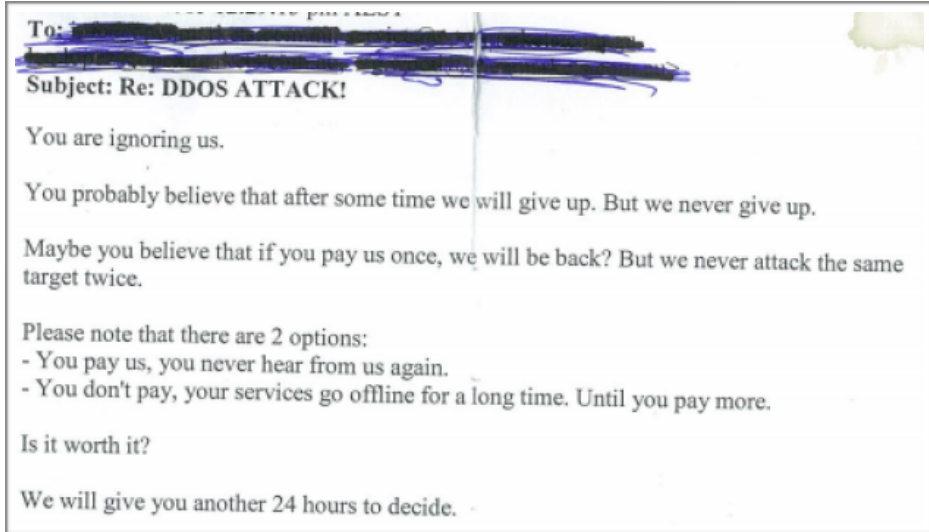 To:
Subject: Re: DDOS ATTACK!
You are ignoring us.
You probably believe that after some time we will give up. But we never give up.
Maybe you believe that if you pay us once, we will be back? But we never attack the same
target twice.
Please note that there are 2 options:
- You pay us, you never hear from us again.
- You don't pay, your services go offline for a long time. Until you pay more.
Is it worth it?
We will give you another 24 hours to decide.